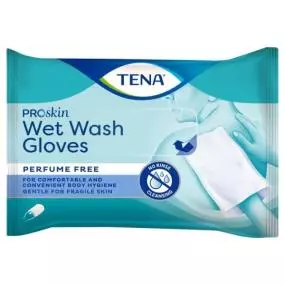 TENA
PROskin
Wet Wash
Gloves
PERFUME FREE
FOR COMFORTABLE AND
CONVENIENT BODY HYGIENE
GENTLE FOR FRAGILE SKIN
NO RINSE
CLEANSING